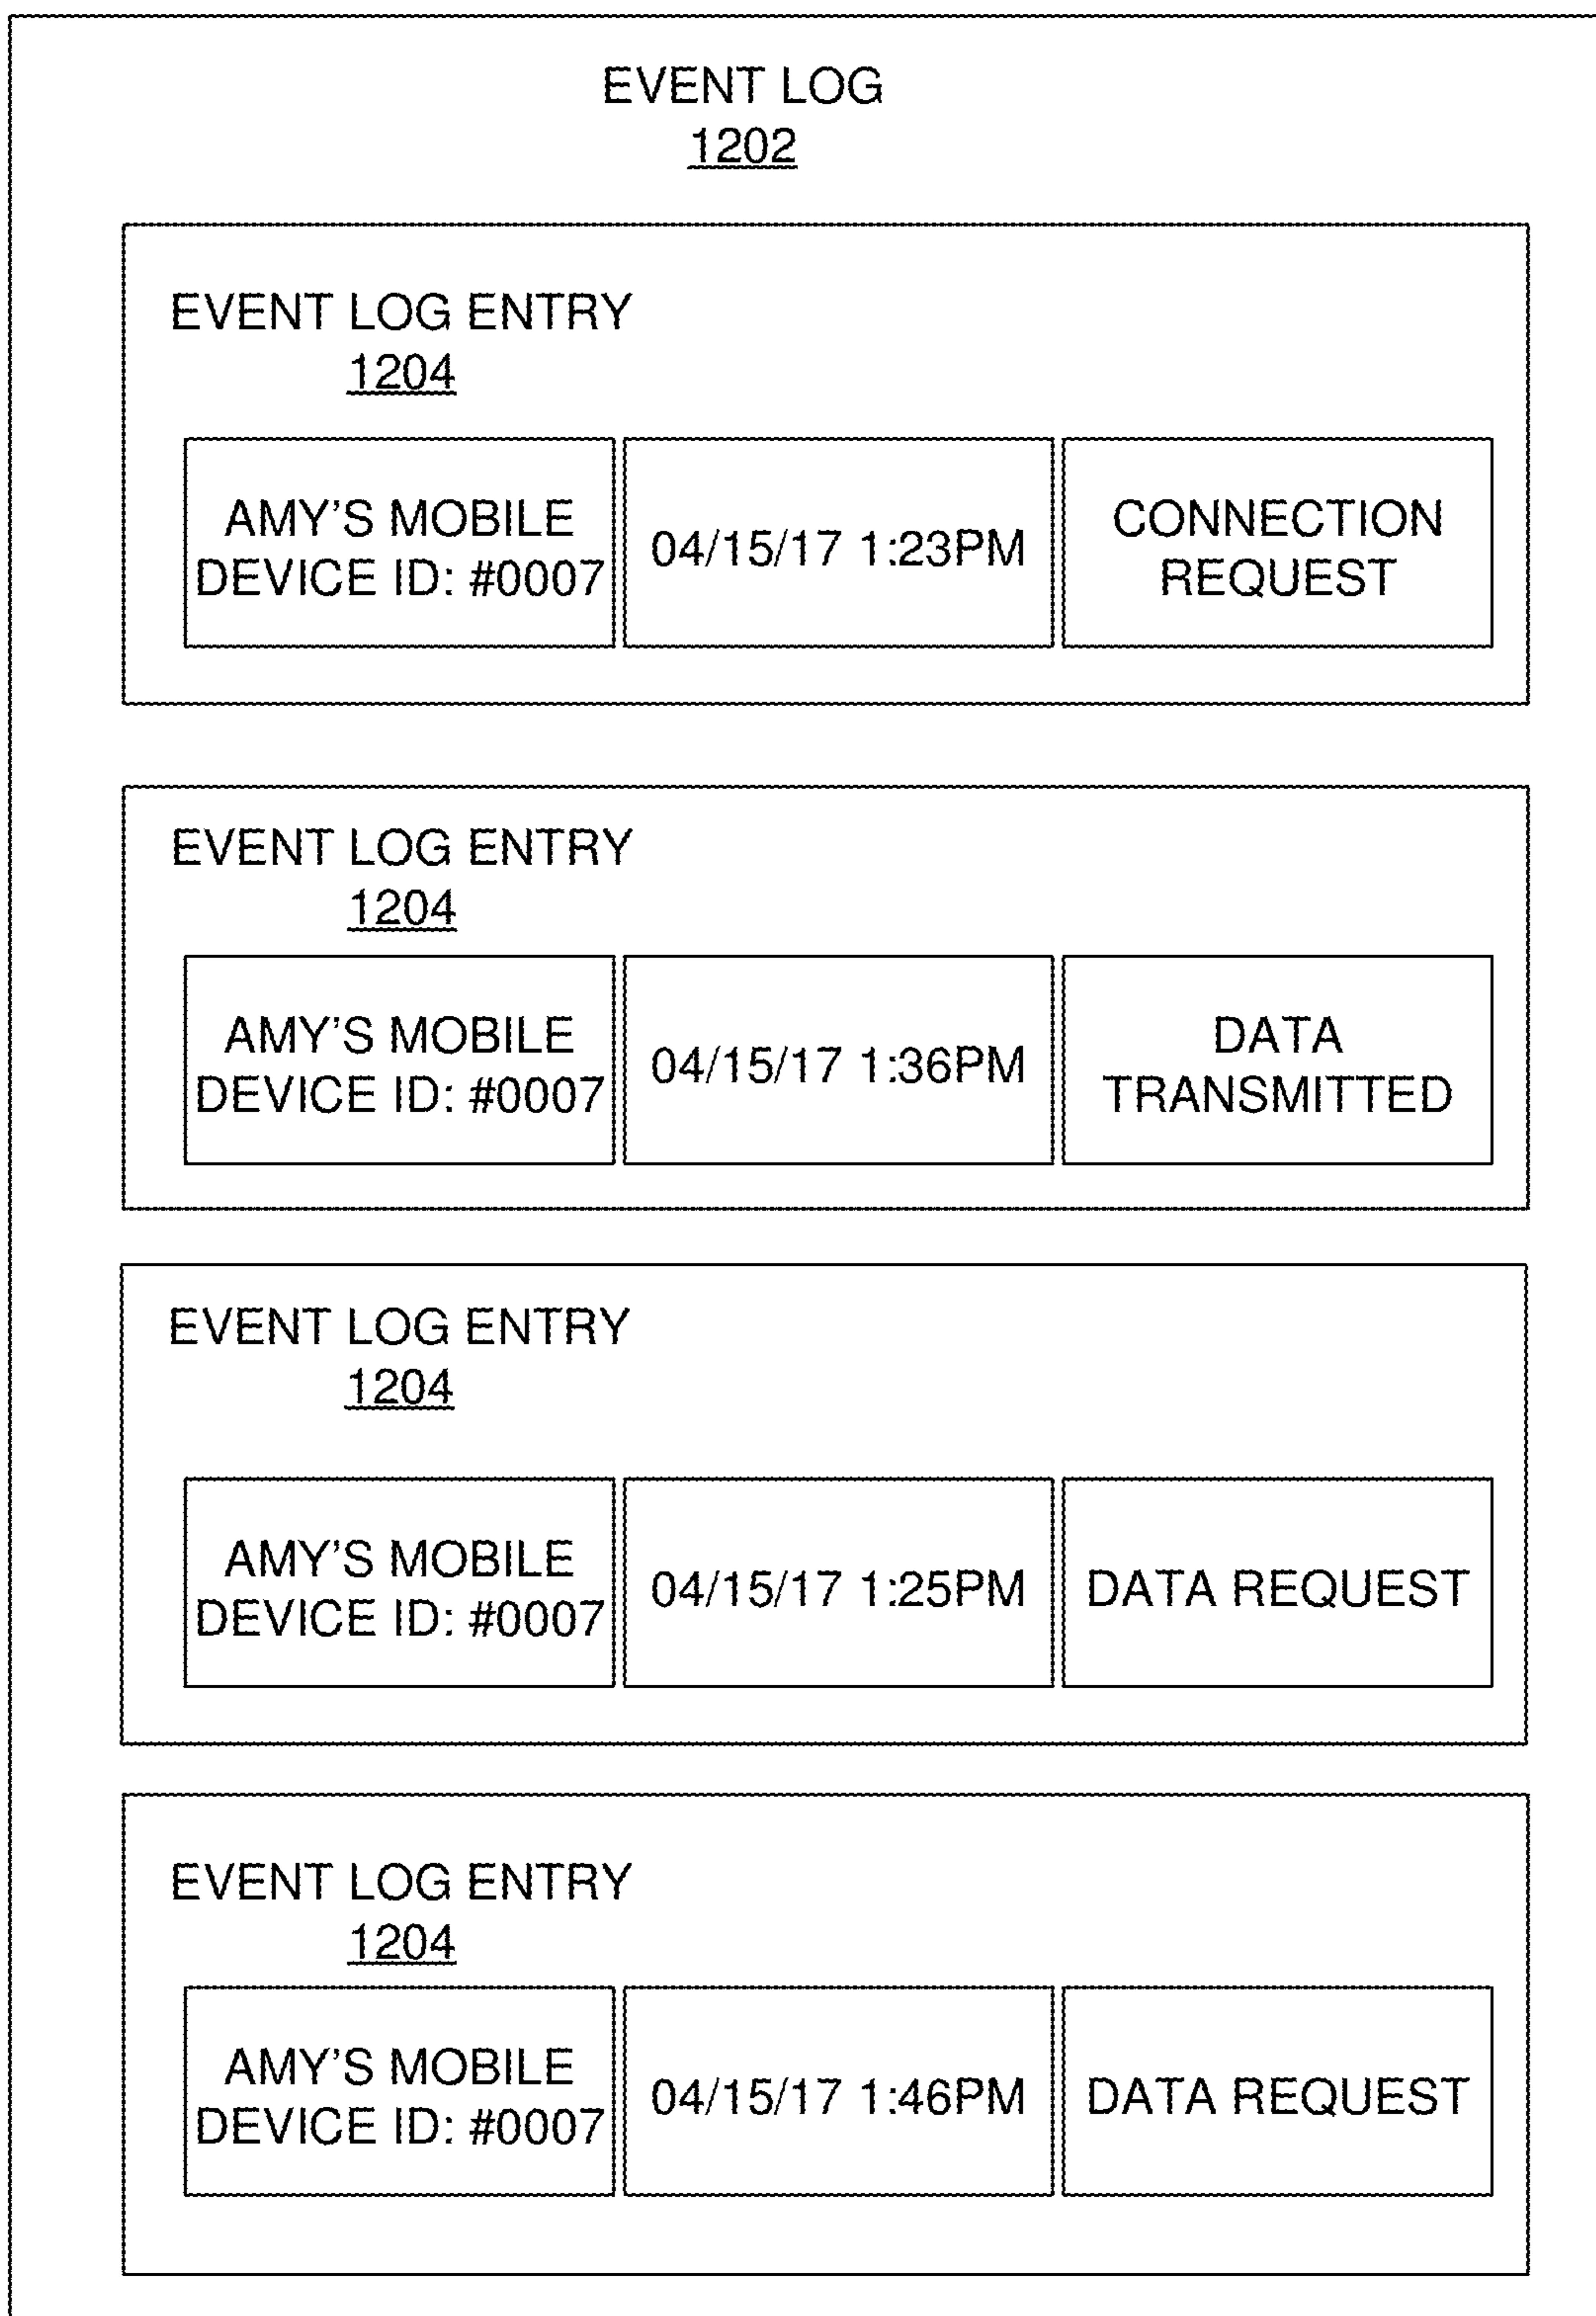 EVENT LOG
1202
EVENT LOG ENTRY
1204
AMY'S MOBILE
DEVICE ID: #0007
04/15/17 1:23PM
CONNECTION
REQUEST
EVENT LOG ENTRY
1204
AMY'S MOBILE
DEVICE ID: #0007
04/15/17 1:36PM
DATA
TRANSMITTED
EVENT LOG ENTRY
1204
AMY'S MOBILE
DEVICE ID: #0007
04/15/17 1:25PM
DATA REQUEST
EVENT LOG ENTRY
1204
AMY'S MOBILE
DEVICE ID: #0007
04/15/17 1:46PM
DATA REQUEST